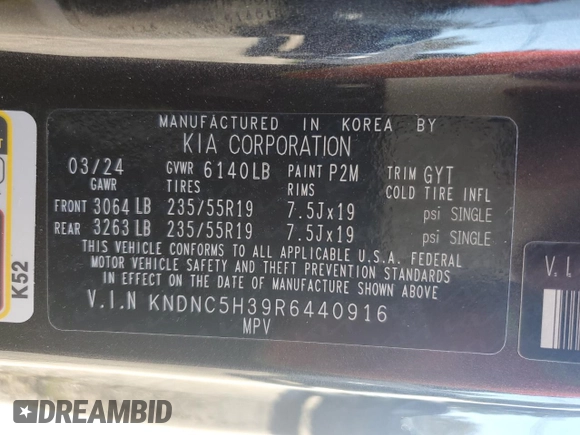 MANUFACTURED IN KOREA BY
KIA CORPORATION
03/24 GVWR 6140LB PAINT P2M TRIM GYT
GAWR TIRES RIMS COLD TIRE INFL
FRONT 3064 LB 235/55R19 7.5Jx19 psi SINGLE
REAR 3263 LB 235/55R19 7.5Jx19 psi SINGLE
THIS VEHICLE CONFORMS TO ALL APPLICABLE U.S.A. FEDERAL
MOTOR VEHICLE SAFETY AND THEFT PREVENTION STANDARDS
IN EFFECT ON THE DATE OF MANUFACTURE SHOWN ABOVE.
V.I.N KNDNC5H39R6440916
MPV
K52
V.I
DREAMBID